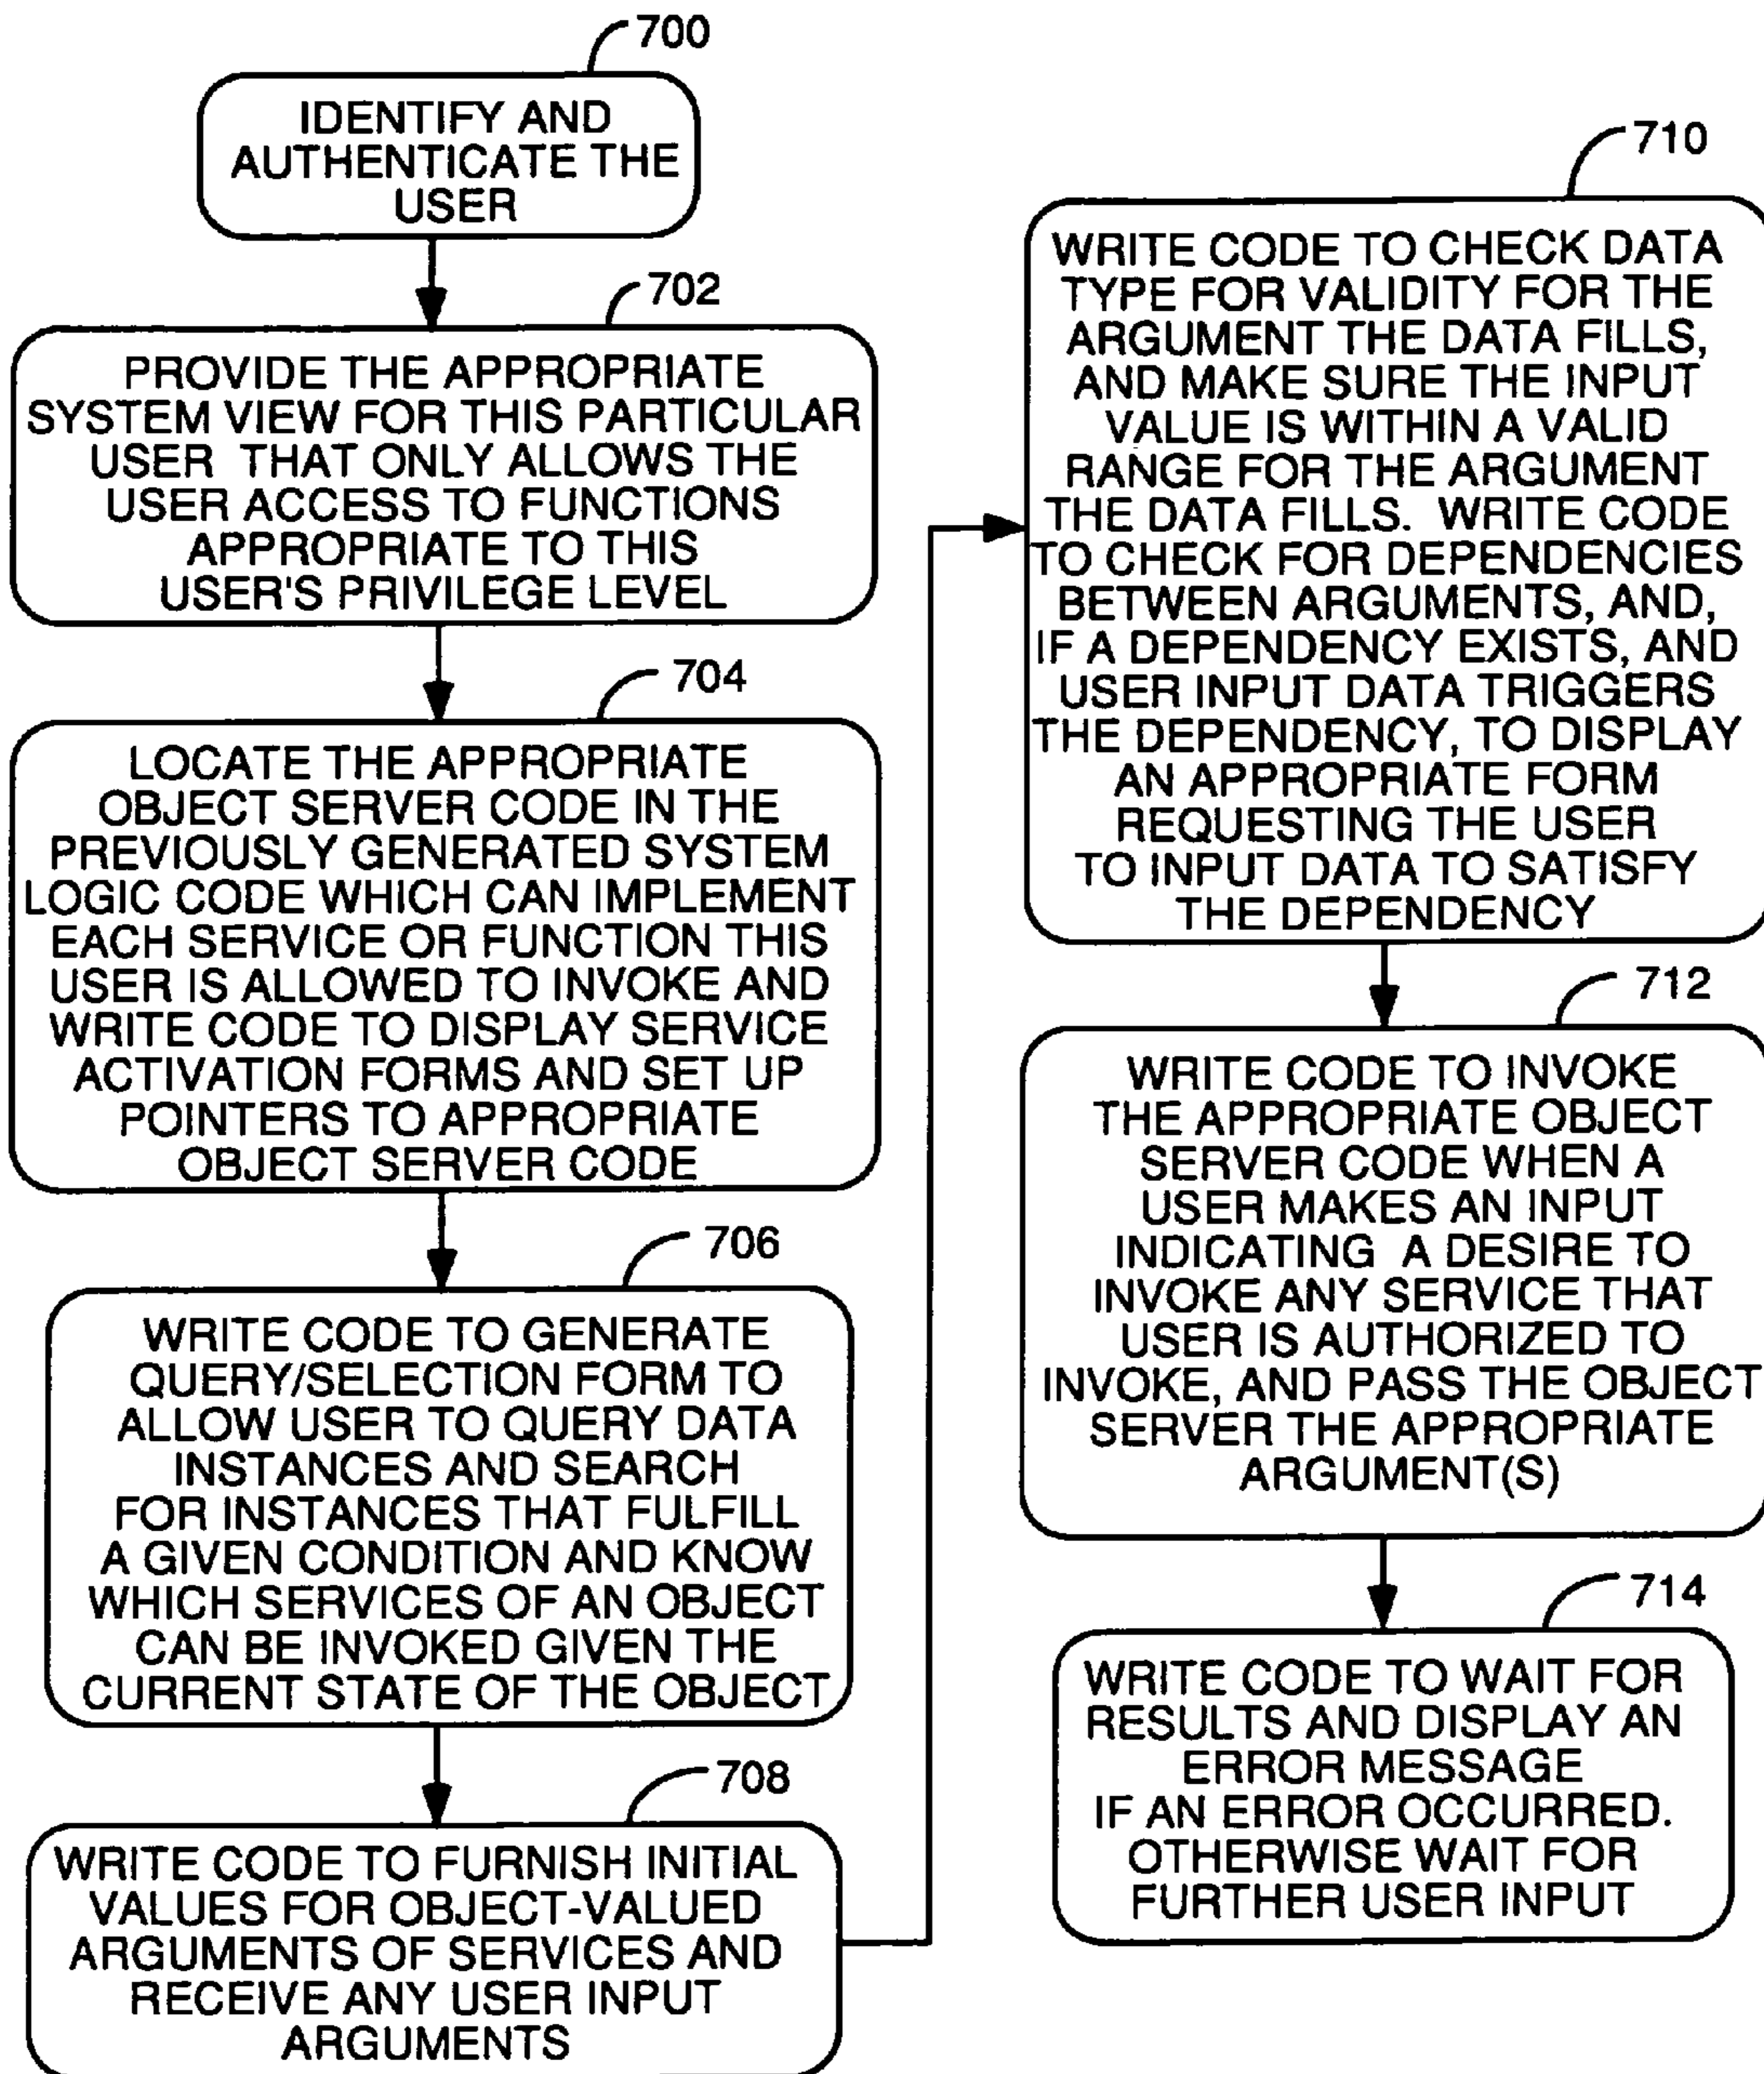 700
IDENTIFY AND
AUTHENTICATE THE
USER
702
PROVIDE THE APPROPRIATE
SYSTEM VIEW FOR THIS PARTICULAR
USER THAT ONLY ALLOWS THE
USER ACCESS TO FUNCTIONS
APPROPRIATE TO THIS
USER'S PRIVILEGE LEVEL
704
LOCATE THE APPROPRIATE
OBJECT SERVER CODE IN THE
PREVIOUSLY GENERATED SYSTEM
LOGIC CODE WHICH CAN IMPLEMENT
EACH SERVICE OR FUNCTION THIS
USER IS ALLOWED TO INVOKE AND
WRITE CODE TO DISPLAY SERVICE
ACTIVATION FORMS AND SET UP
POINTERS TO APPROPRIATE
OBJECT SERVER CODE
706
WRITE CODE TO GENERATE
QUERY/SELECTION FORM TO
ALLOW USER TO QUERY DATA
INSTANCES AND SEARCH
FOR INSTANCES THAT FULFILL
A GIVEN CONDITION AND KNOW
WHICH SERVICES OF AN OBJECT
CAN BE INVOKED GIVEN THE
CURRENT STATE OF THE OBJECT
708
WRITE CODE TO FURNISH INITIAL
VALUES FOR OBJECT-VALUED
ARGUMENTS OF SERVICES AND
RECEIVE ANY USER INPUT
ARGUMENTS
710
WRITE CODE TO CHECK DATA
TYPE FOR VALIDITY FOR THE
ARGUMENT THE DATA FILLS,
AND MAKE SURE THE INPUT
VALUE IS WITHIN A VALID
RANGE FOR THE ARGUMENT
THE DATA FILLS. WRITE CODE
TO CHECK FOR DEPENDENCIES
BETWEEN ARGUMENTS, AND,
IF A DEPENDENCY EXISTS, AND
USER INPUT DATA TRIGGERS
THE DEPENDENCY, TO DISPLAY
AN APPROPRIATE FORM
REQUESTING THE USER
TO INPUT DATA TO SATISFY
THE DEPENDENCY
712
WRITE CODE TO INVOKE
THE APPROPRIATE OBJECT
SERVER CODE WHEN A
USER MAKES AN INPUT
INDICATING A DESIRE TO
INVOKE ANY SERVICE THAT
USER IS AUTHORIZED TO
INVOKE, AND PASS THE OBJECT
SERVER THE APPROPRIATE
ARGUMENT(S)
714
WRITE CODE TO WAIT FOR
RESULTS AND DISPLAY AN
ERROR MESSAGE
IF AN ERROR OCCURRED.
OTHERWISE WAIT FOR
FURTHER USER INPUT